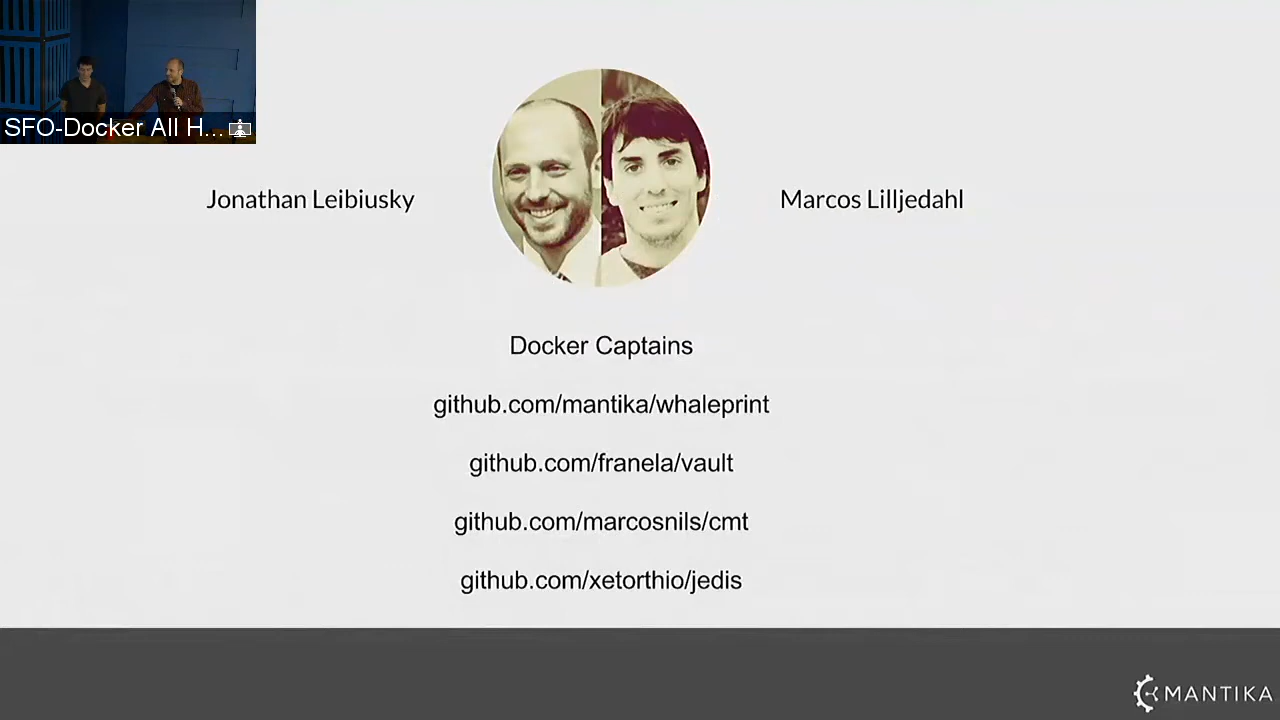 SFO-Docker All H...
Jonathan Leibiusky
Marcos Lilljedahl
Docker Captains
github.com/mantika/whaleprint
github.com/franela/vault
github.com/marcosnils/cmt
github.com/xetorthio/jedis
MANTIKA